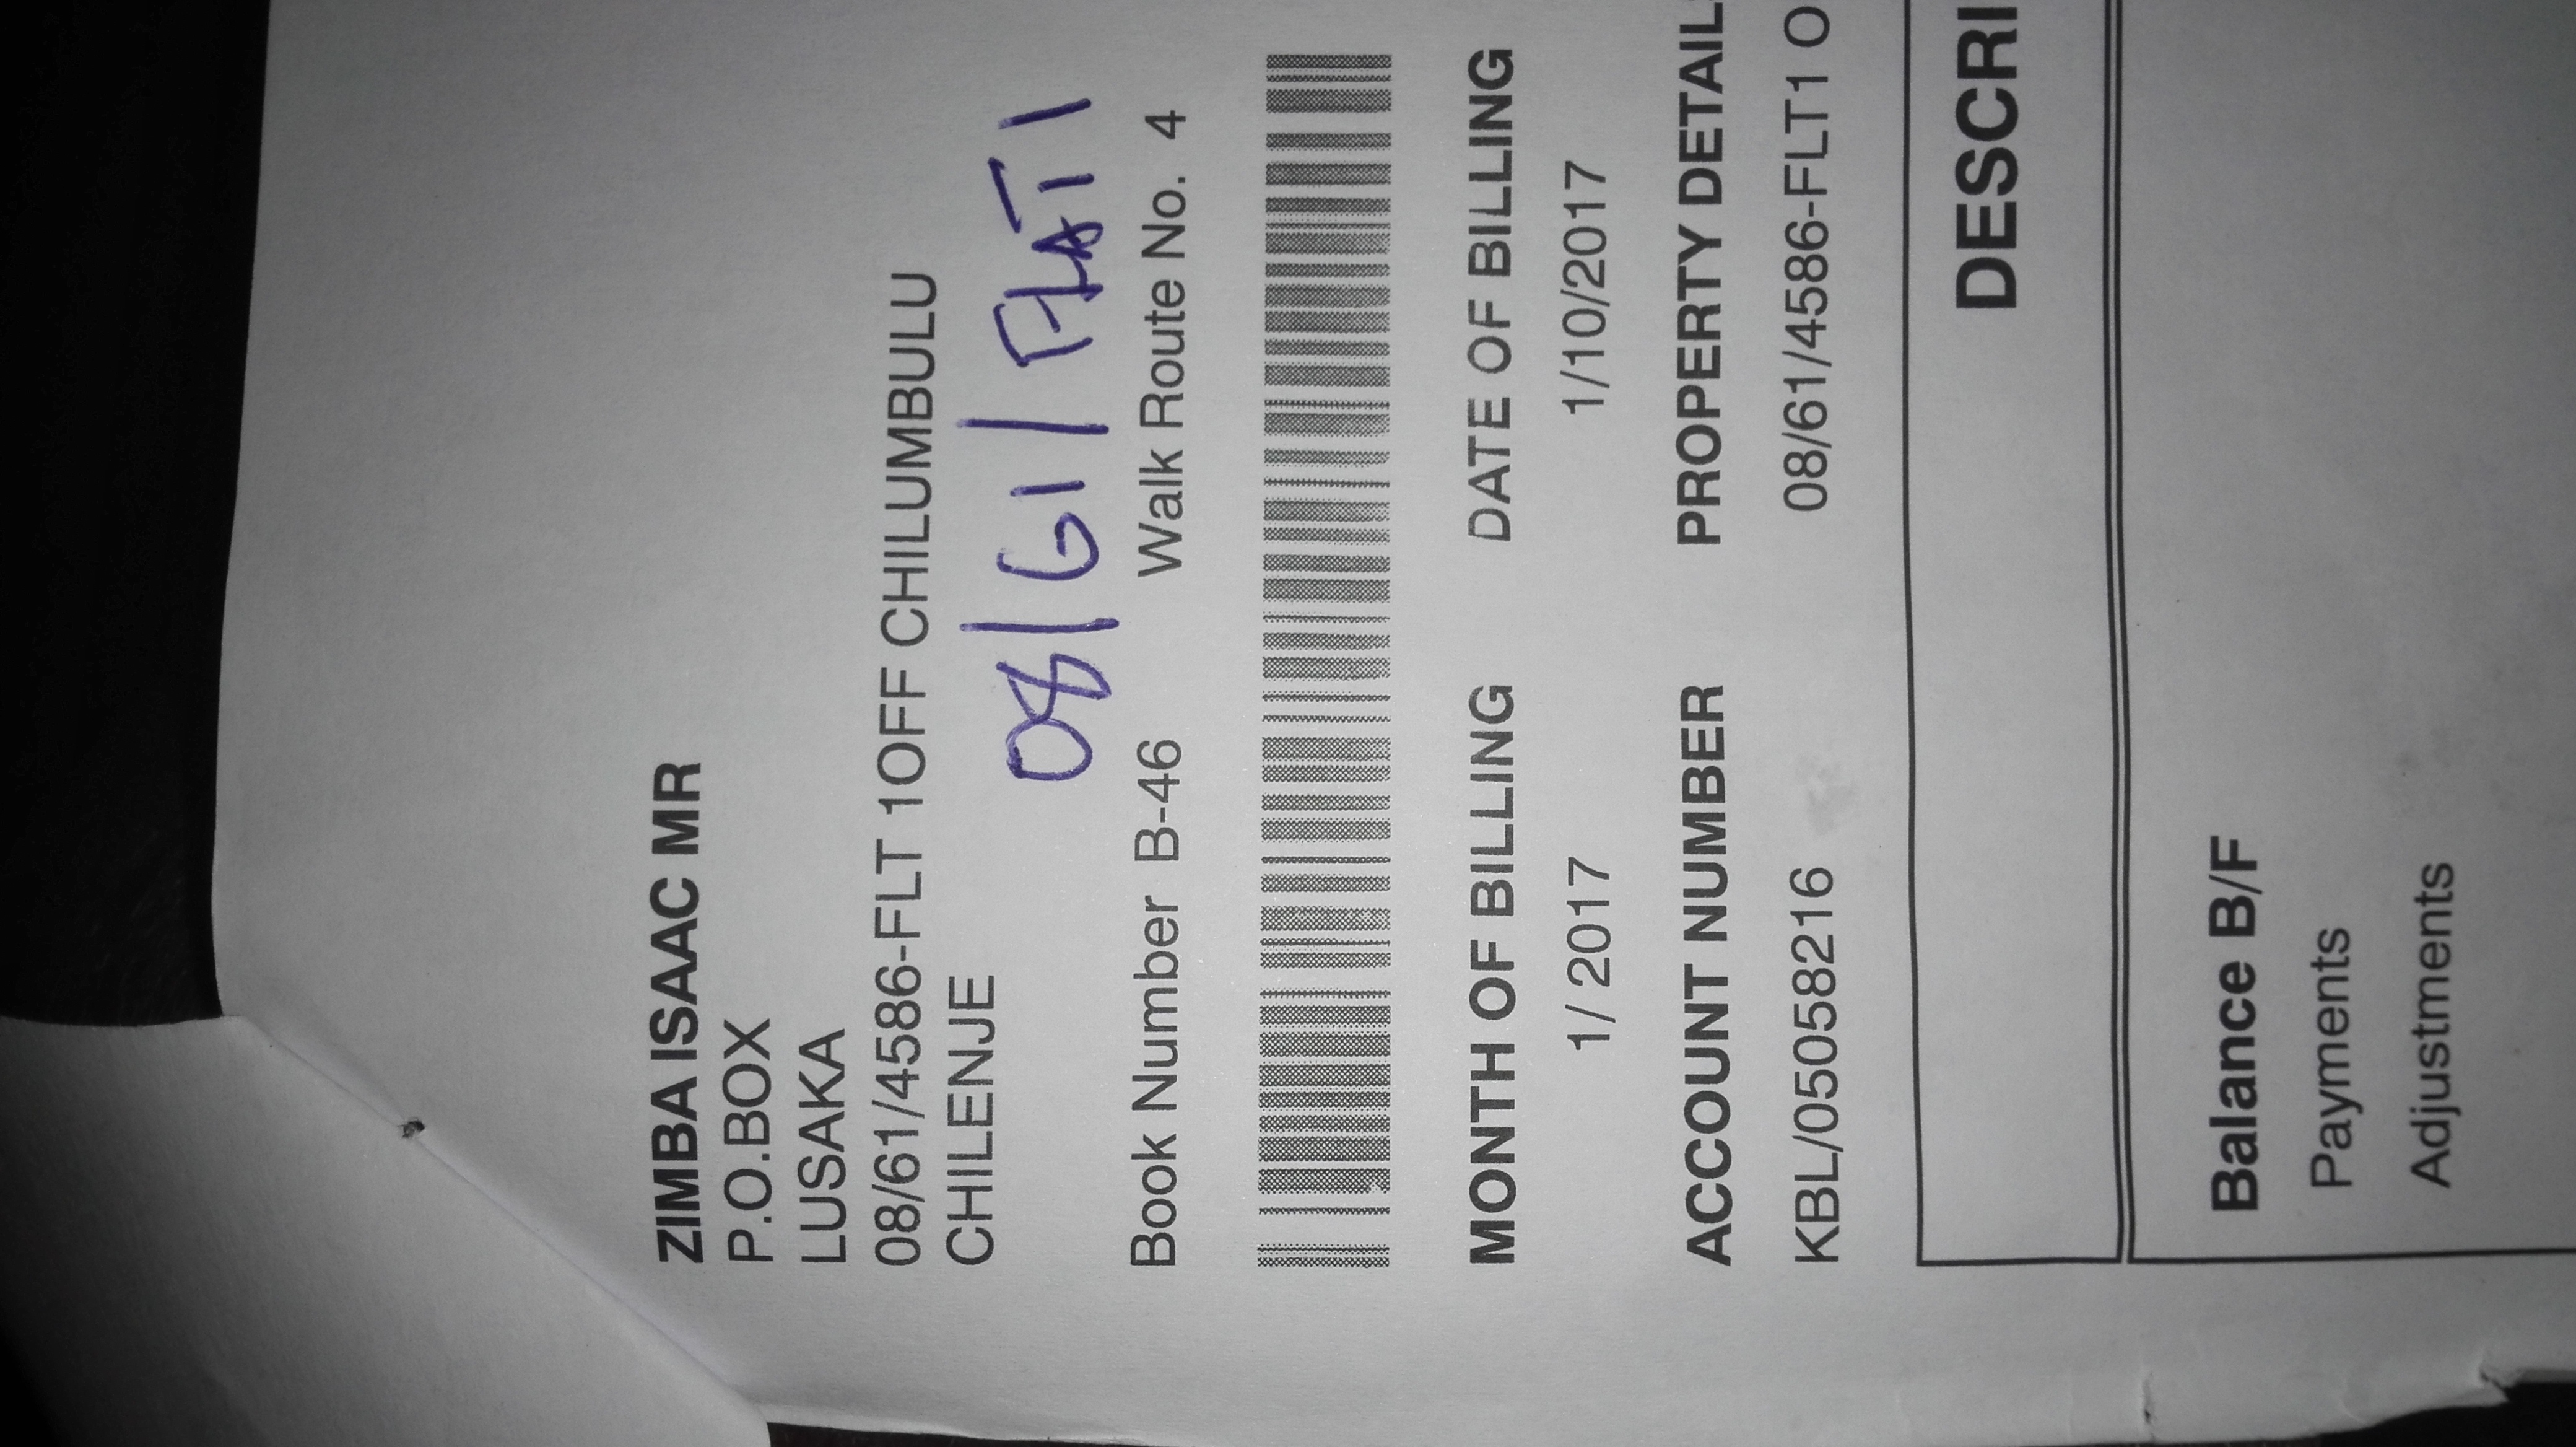 ZIMBA ISAAC MR
P.O.BOX
LUSAKA
08/61/4586-FLT 1OFF CHILUMBULU
CHILENJE
08/61/FLAT 1
Book Number B-46 Walk Route No. 4
MONTH OF BILLING DATE OF BILLING
1/ 2017 1/10/2017
ACCOUNT NUMBER PROPERTY DETAIL
KBL/05058216 08/61/4586-FLT1 O
DESCRI
Balance B/F
Payments
Adjustments